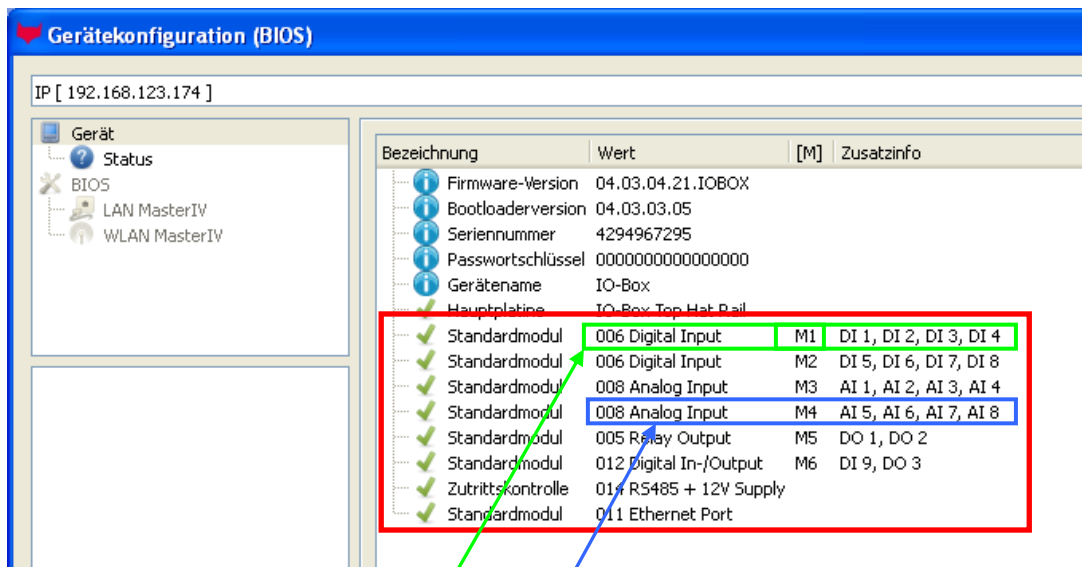 Gerätekonfiguration (BIOS)
IP [ 192.168.123.174 ]
Gerät
Status
BIOS
LAN MasterIV
WLAN MasterIV
Bezeichnung Wert [M] Zusatzinfo
Firmware-Version 04.03.04.21.IOBOX
Bootloaderversion 04.03.03.05
Seriennummer 4294967295
Passwortschlüssel 0000000000000000
Gerätename IO-Box
Hauptplatine IO-Box Top Hat Rail
Standardmodul 006 Digital Input M1 DI 1, DI 2, DI 3, DI 4
Standardmodul 006 Digital Input M2 DI 5, DI 6, DI 7, DI 8
Standardmodul 008 Analog Input M3 AI 1, AI 2, AI 3, AI 4
Standardmodul 008 Analog Input M4 AI 5, AI 6, AI 7, AI 8
Standardmodul 005 Relay Output M5 DO 1, DO 2
Standardmodul 012 Digital In-/Output M6 DI 9, DO 3
Zutrittskontrolle 014 RS485 + 12V Supply
Standardmodul 011 Ethernet Port